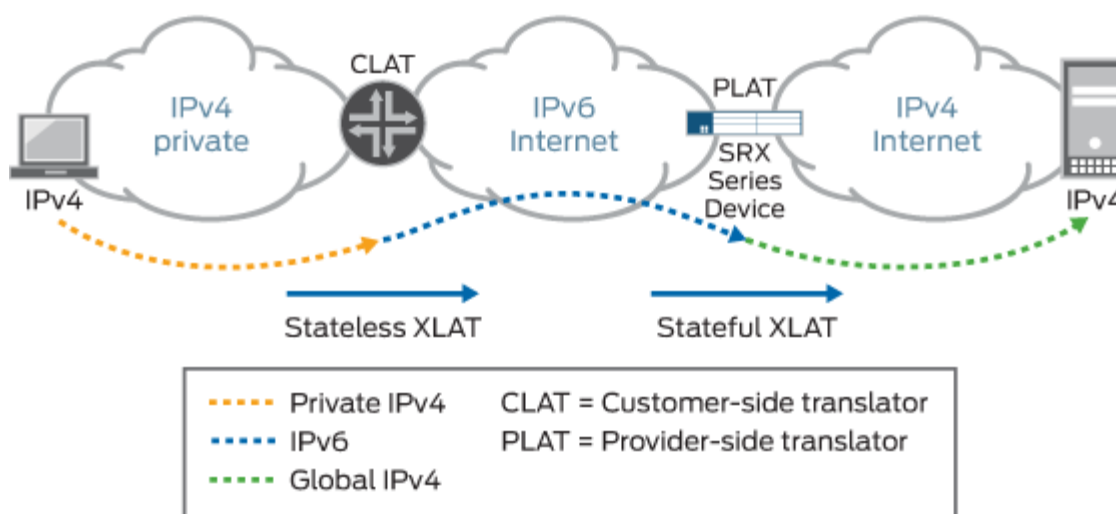 CLAT
IPv4
private
IPv6
Internet
PLAT
SRX
Series
Device
IPv4
Internet
IPv4
IPv4
Stateless XLAT
Stateful XLAT
Private IPv4
IPv6
Global IPv4
CLAT = Customer-side translator
PLAT = Provider-side translator